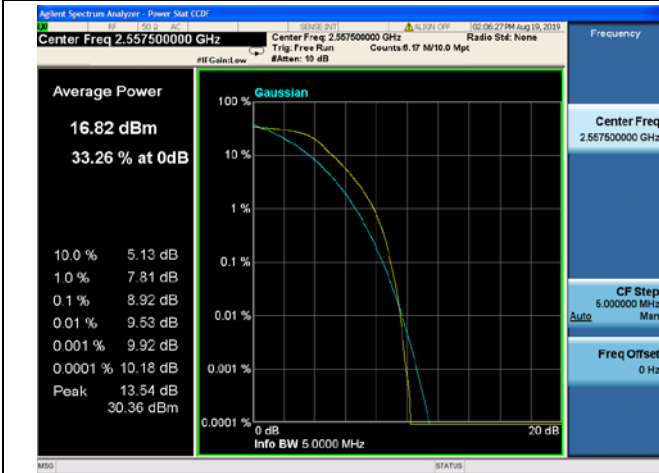 Agilent Spectrum Analyzer - Power Stat CCDF
RF 50 Ω AC SENSE:INT ALIGN OFF 02:06:27 PM Aug 19, 2019
Center Freq 2.557500000 GHz
Center Freq: 2.557500000 GHz Radio Std: None
Trig: Free Run Counts:6.17 M/10.0 Mpt
#IFGain:Low #Atten: 10 dB
Frequency
Average Power
16.82 dBm
33.26 % at 0dB
10.0 % 5.13 dB
1.0 % 7.81 dB
0.1 % 8.92 dB
0.01 % 9.53 dB
0.001 % 9.92 dB
0.0001 % 10.18 dB
Peak 13.54 dB
30.36 dBm
Gaussian
100 %
10 %
1 %
0.1 %
0.01 %
0.001 %
0.0001 %
0 dB 20 dB
Info BW 5.0000 MHz
Center Freq
2.557500000 GHz
CF Step
5.000000 MHz
Auto Man
Freq Offset
0 Hz
MSG STATUS